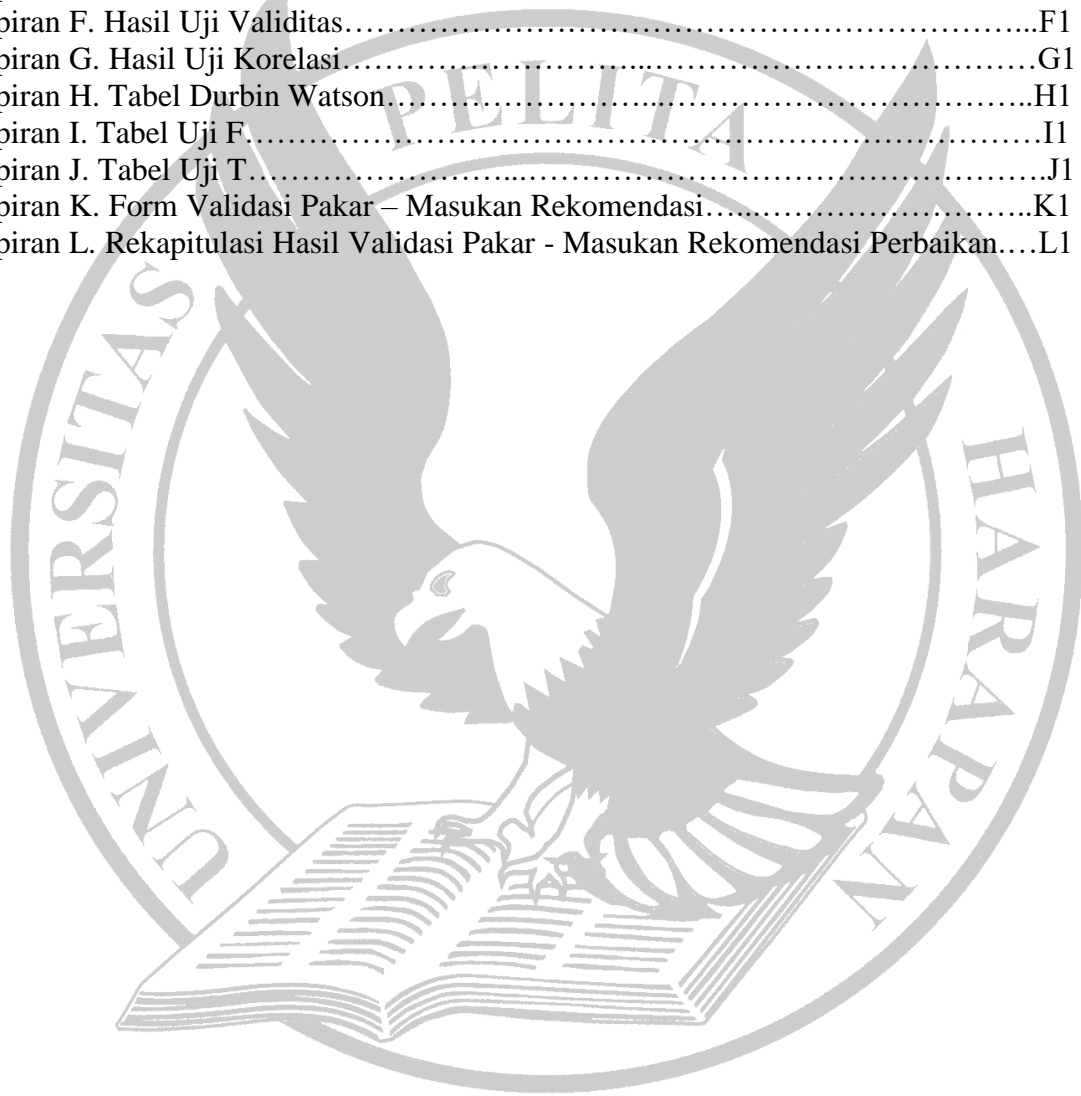 piran F. Hasil Uji Validitas…………………………………………………………...F1
piran G. Hasil Uji Korelasi………………………...………………………………G1
piran H. Tabel Durbin Watson……………………...……………………………..H1
piran I. Tabel Uji F…………………………………………………………………I1
piran J. Tabel Uji T……………………...………………………………………….J1
piran K. Form Validasi Pakar – Masukan Rekomendasi…...……………………..K1
piran L. Rekapitulasi Hasil Validasi Pakar - Masukan Rekomendasi Perbaikan.…L1
UNIVERSITAS PELITA HARAPAN